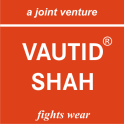 a joint venture
VAUTID®
SHAH
fights wear